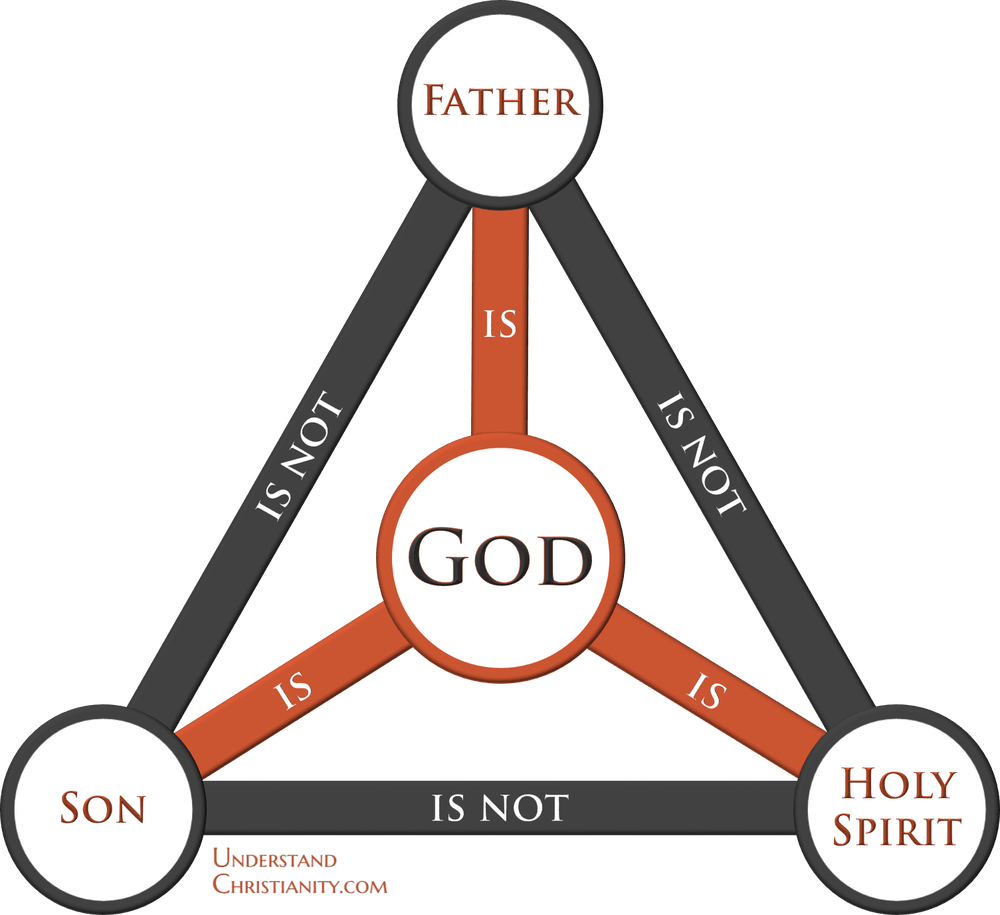 Father
is
is not
is not
God
is
is
Son
is not
Holy
Spirit
Understand
Christianity.com